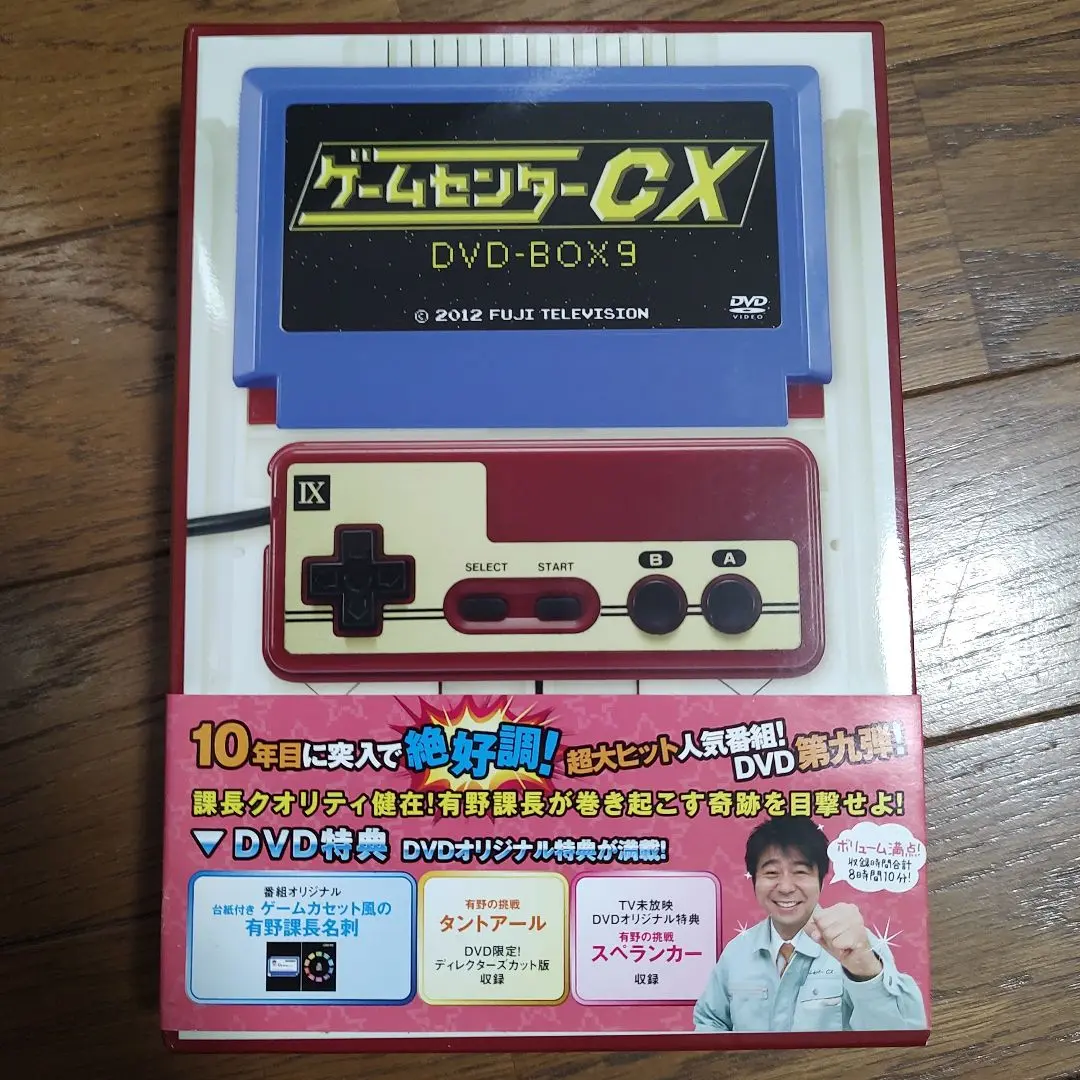 ゲームセンターCX
DVD-BOX9
© 2012 FUJI TELEVISION
DVD
VIDEO
IX
SELECT
START
B
A
10年目に突入で絶好調! 超大ヒット人気番組!
DVD第九弾!
課長クオリティ健在!有野課長が巻き起こす奇跡を目撃せよ!
▼DVD特典 DVDオリジナル特典が満載!
番組オリジナル
台紙付き ゲームカセット風の
有野課長名刺
有野の挑戦
タントアール
DVD限定!
ディレクターズカット版
収録
TV未放映
DVDオリジナル特典
有野の挑戦
スペランカー
収録
ボリューム満点!
収録時間合計
8時間10分!